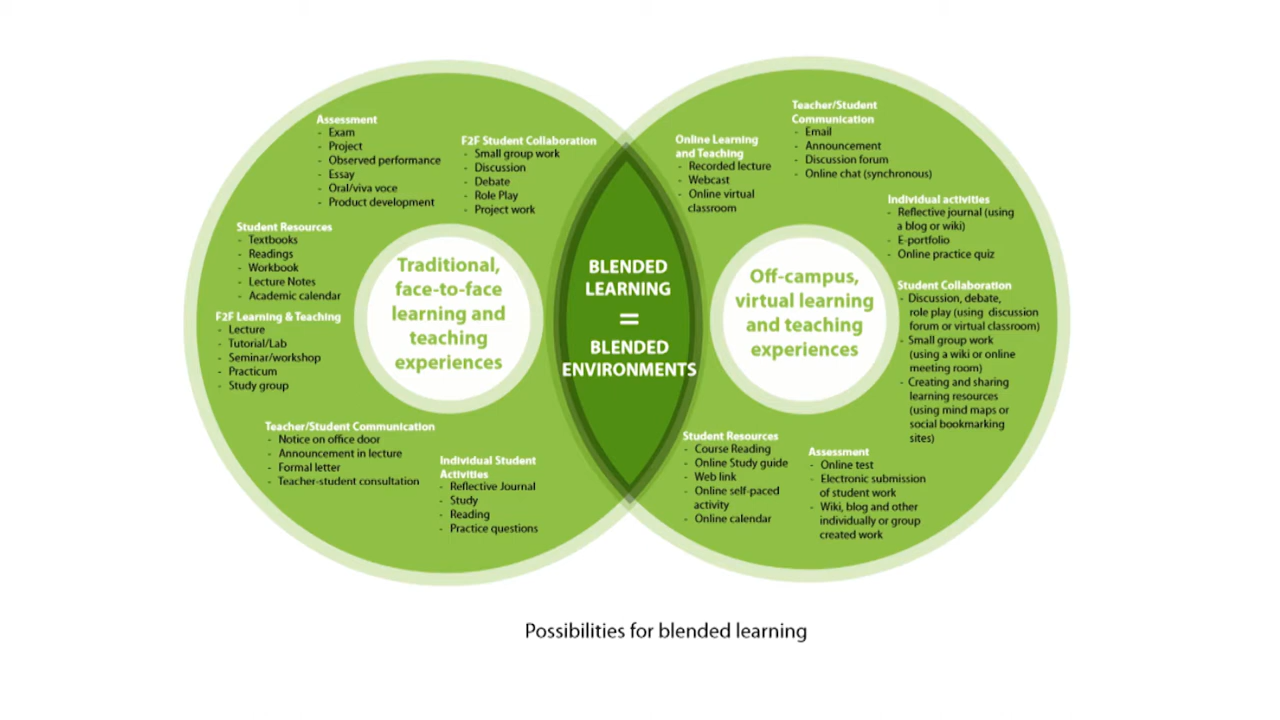 Assessment
- Exam
- Project
- Observed performance
- Essay
- Oral/viva voce
- Product development
F2F Student Collaboration
- Small group work
- Discussion
- Debate
- Role Play
- Project work
Student Resources
- Textbooks
- Readings
- Workbook
- Lecture Notes
- Academic calendar
F2F Learning & Teaching
- Lecture
- Tutorial/Lab
- Seminar/workshop
- Practicum
- Study group
Traditional,
face-to-face
learning and
teaching
experiences
Teacher/Student Communication
- Notice on office door
- Announcement in lecture
- Formal letter
- Teacher-student consultation
Individual Student
Activities
- Reflective Journal
- Study
- Reading
- Practice questions
BLENDED
LEARNING
=
BLENDED
ENVIRONMENTS
Online Learning
and Teaching
- Recorded lecture
- Webcast
- Online virtual
classroom
Teacher/Student
Communication
- Email
- Announcement
- Discussion forum
- Online chat (synchronous)
Individual activities
- Reflective journal (using
a blog or wiki)
- E-portfolio
- Online practice quiz
Off-campus,
virtual learning
and teaching
experiences
Student Collaboration
- Discussion, debate,
role play (using discussion
forum or virtual classroom)
- Small group work
(using a wiki or online
meeting room)
- Creating and sharing
learning resources
(using mind maps or
social bookmarking
sites)
Student Resources
- Course Reading
- Online Study guide
- Web link
- Online self-paced
activity
- Online calendar
Assessment
- Online test
- Electronic submission
of student work
- Wiki, blog and other
individually or group
created work
Possibilities for blended learning